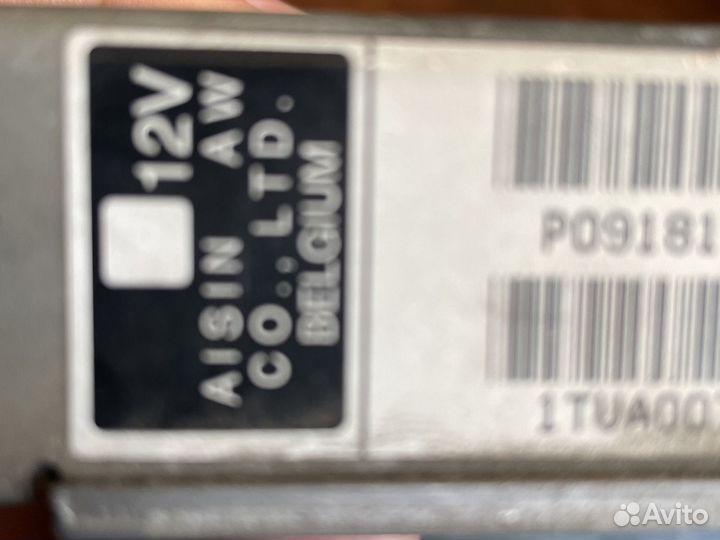 12V
AISIN AW
CO., LTD.
BELGIUM
P09181
1TUA00
Avito